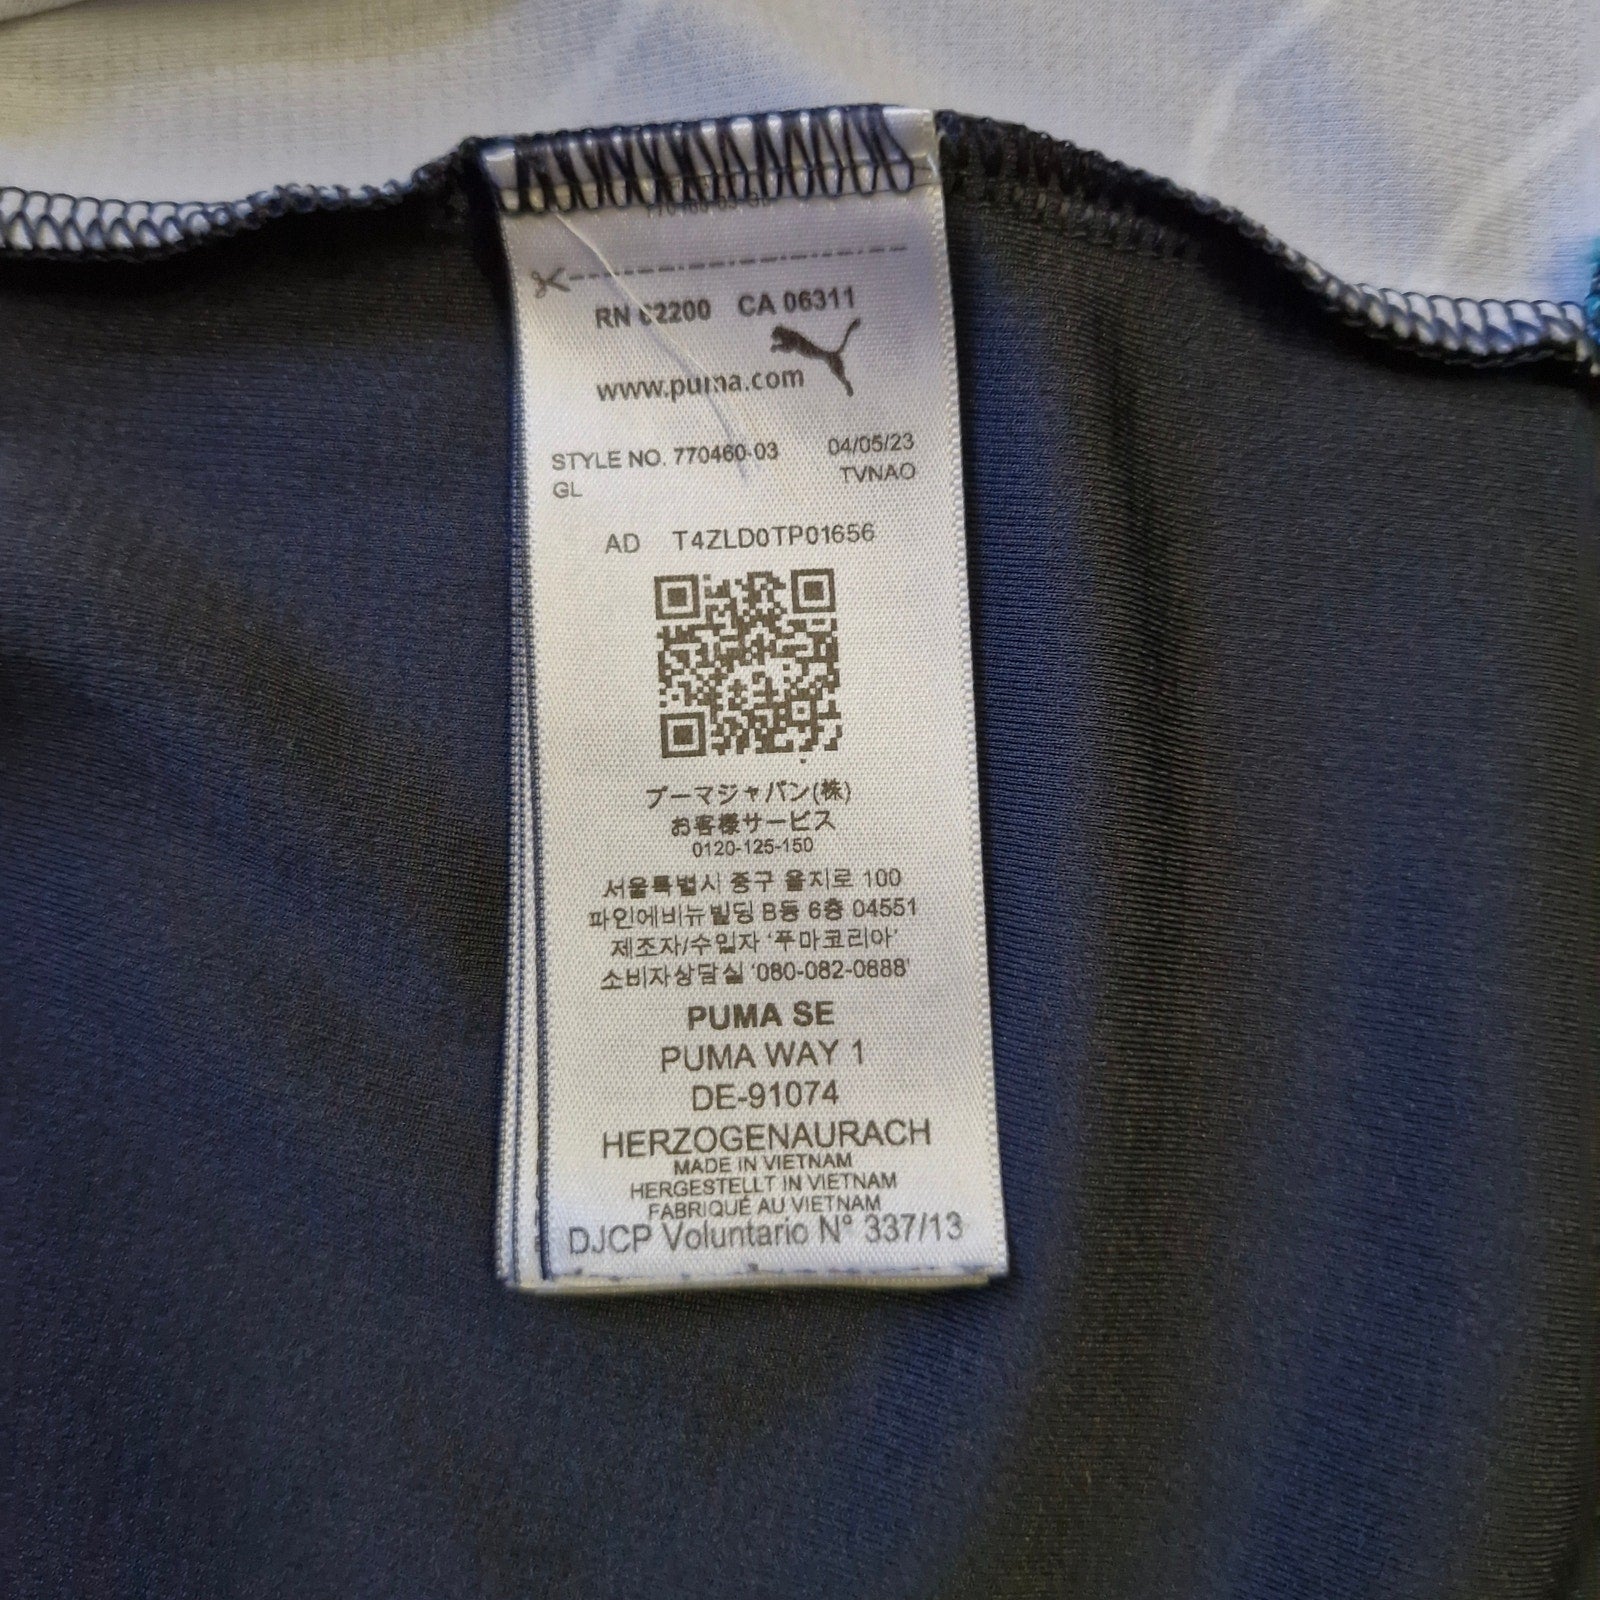 RN 62200 CA 06311
www.puma.com
STYLE NO. 770460-03 04/05/23
GL TVNAO
AD T4ZLD0TP01656
プーマジャパン(株)
お客様サービス
0120-125-150
서울특별시 중구 을지로 100
파인에비뉴빌딩 B동 6층 04551
제조자/수입자 '푸마코리아'
소비자상담실 '080-082-0888'
PUMA SE
PUMA WAY 1
DE-91074
HERZOGENAURACH
MADE IN VIETNAM
HERGESTELLT IN VIETNAM
FABRIQUÉ AU VIETNAM
DJCP Voluntario N° 337/13